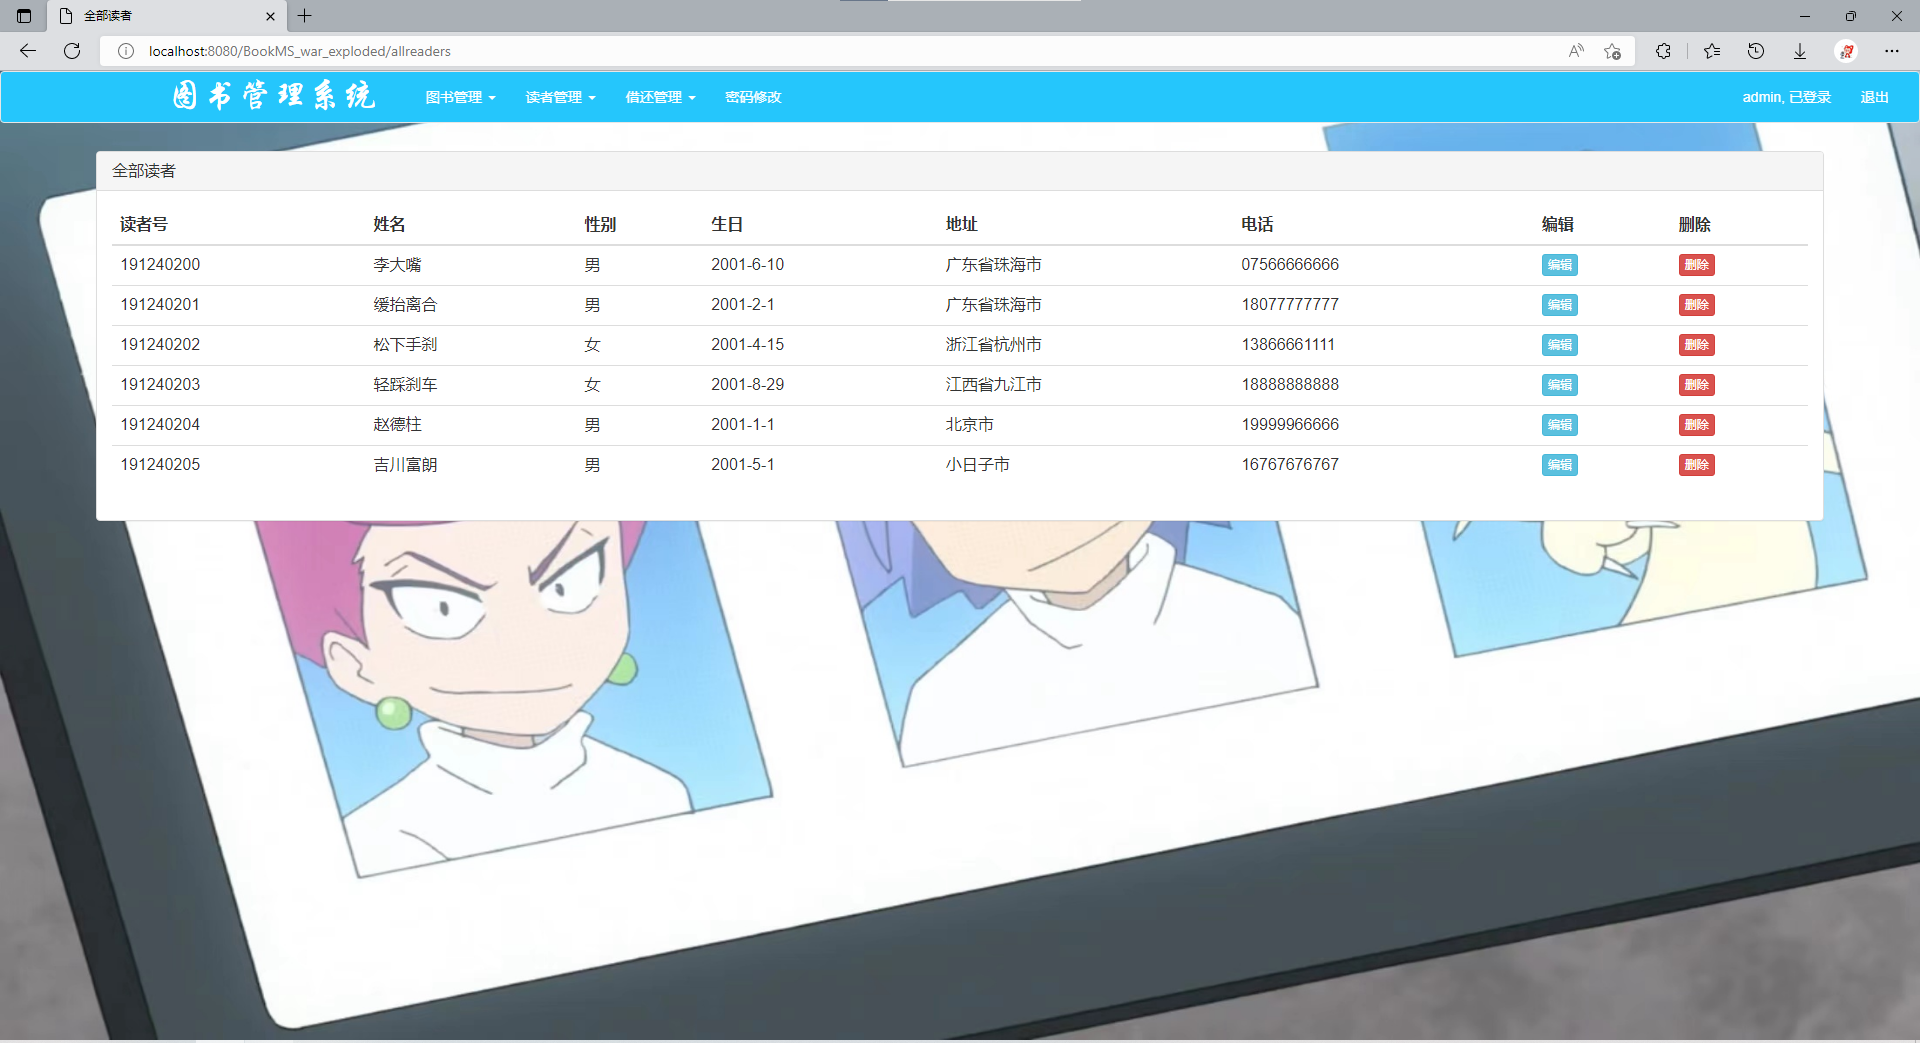 全部读者
localhost:8080/BookMS_war_exploded/allreaders
图书管理系统 图书管理 读者管理 借还管理 密码修改 admin, 已登录 退出
全部读者
读者号 姓名 性别 生日 地址 电话 编辑 删除
191240200 李大嘴 男 2001-6-10 广东省珠海市 07566666666 编辑 删除
191240201 缓抬离合 男 2001-2-1 广东省珠海市 18077777777 编辑 删除
191240202 松下手刹 女 2001-4-15 浙江省杭州市 13866661111 编辑 删除
191240203 轻踩刹车 女 2001-8-29 江西省九江市 18888888888 编辑 删除
191240204 赵德柱 男 2001-1-1 北京市 19999966666 编辑 删除
191240205 吉川富朗 男 2001-5-1 小日子市 16767676767 编辑 删除